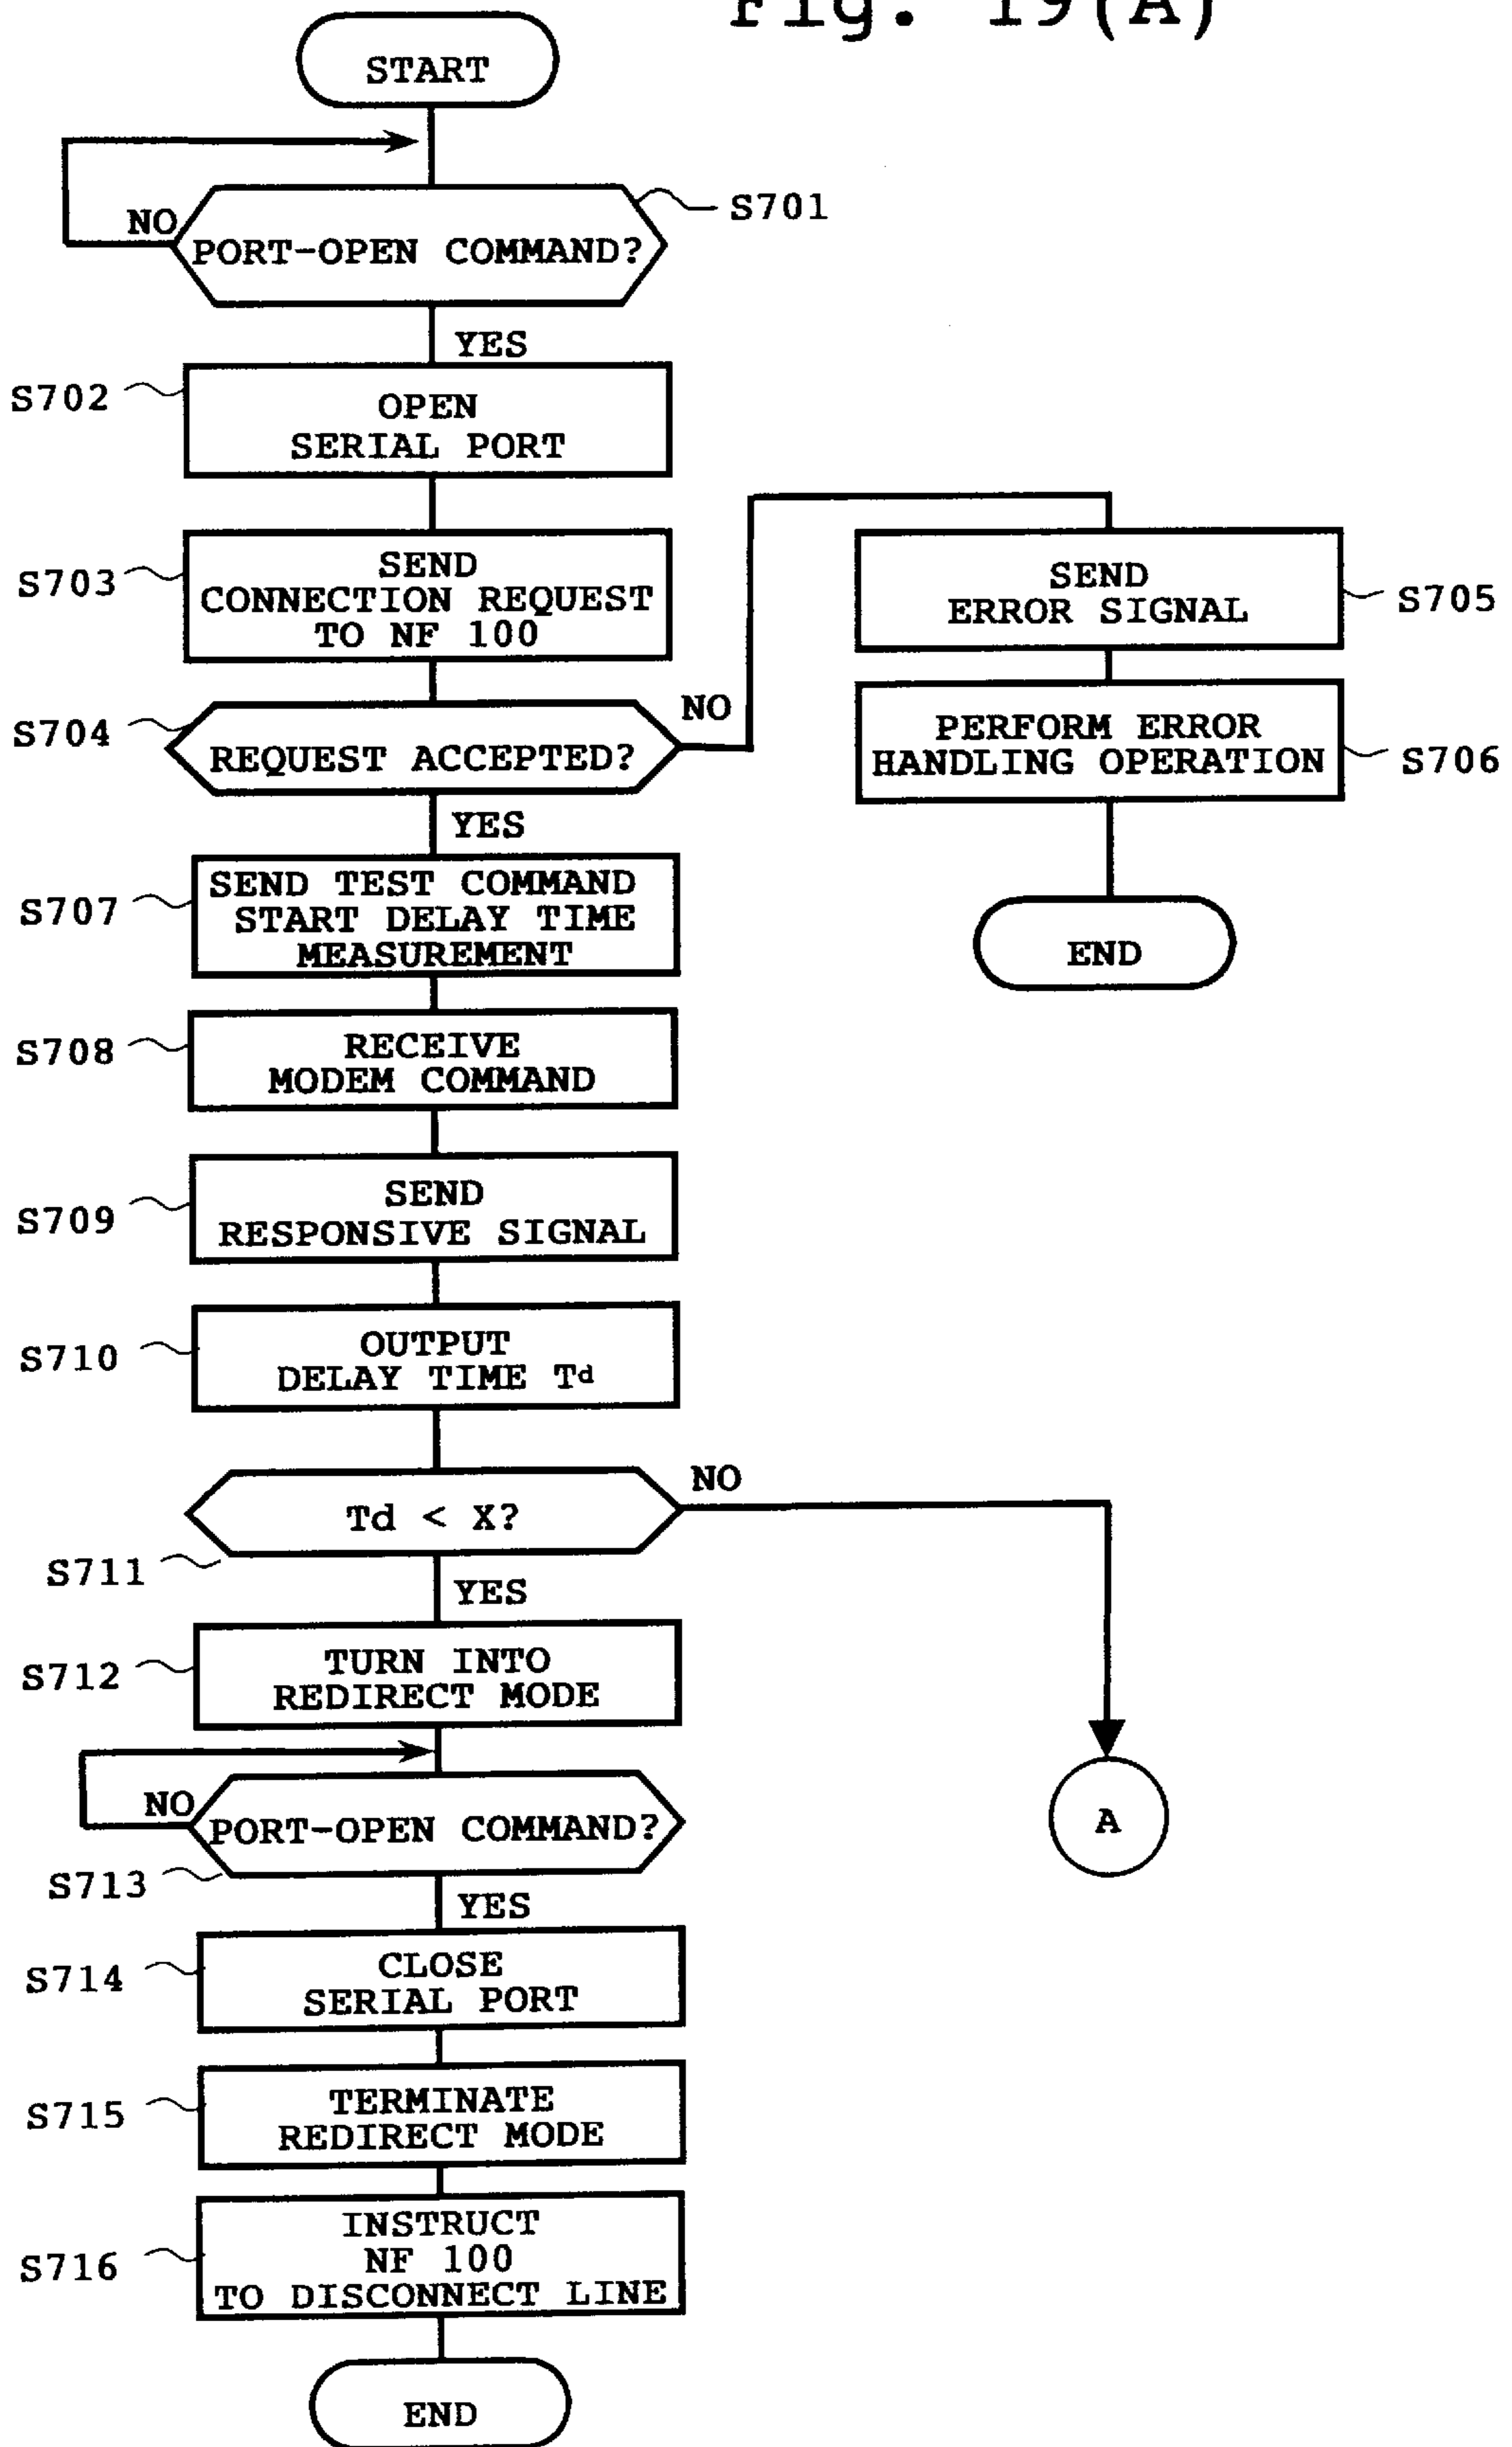 Fig. 19(A)
START
NO
PORT-OPEN COMMAND?
S701
YES
S702
OPEN
SERIAL PORT
S703
SEND
CONNECTION REQUEST
TO NF 100
S704
REQUEST ACCEPTED?
NO
SEND
ERROR SIGNAL
S705
PERFORM ERROR
HANDLING OPERATION
S706
END
YES
S707
SEND TEST COMMAND
START DELAY TIME
MEASUREMENT
S708
RECEIVE
MODEM COMMAND
S709
SEND
RESPONSIVE SIGNAL
S710
OUTPUT
DELAY TIME Td
S711
Td < X?
NO
A
YES
S712
TURN INTO
REDIRECT MODE
NO
PORT-OPEN COMMAND?
S713
YES
S714
CLOSE
SERIAL PORT
S715
TERMINATE
REDIRECT MODE
S716
INSTRUCT
NF 100
TO DISCONNECT LINE
END